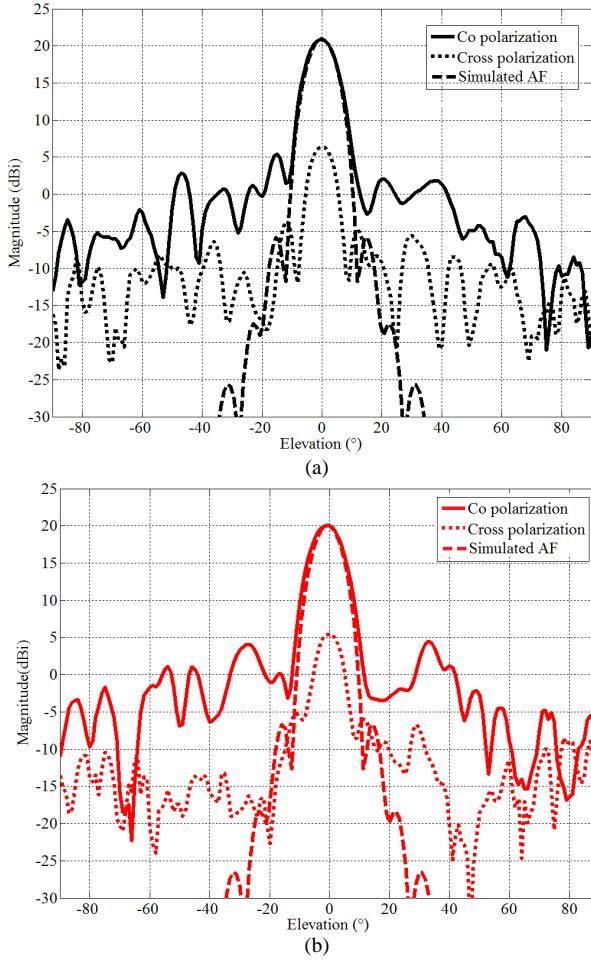 25
20
15
10
5
0
-5
-10
-15
-20
-25
-30
Magnitude (dBi)
Co polarization
Cross polarization
Simulated AF
-80 -60 -40 -20 0 20 40 60 80
Elevation (°)
(a)
25
20
15
10
5
0
-5
-10
-15
-20
-25
-30
Magnitude(dBi)
Co polarization
Cross polarization
Simulated AF
-80 -60 -40 -20 0 20 40 60 80
Elevation (°)
(b)